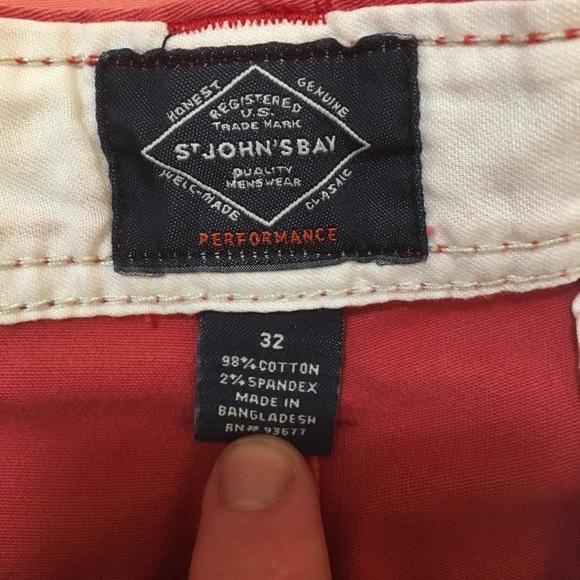 HONEST
GENUINE
REGISTERED
U.S.
TRADE MARK
ST JOHN'S BAY
QUALITY
MENSWEAR
WELL-MADE
CLASSIC
PERFORMANCE
32
98% COTTON
2% SPANDEX
MADE IN
BANGLADESH
RN# 93677